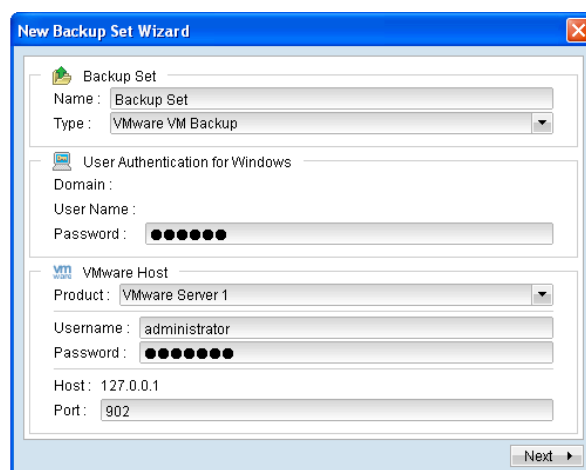 New Backup Set Wizard
Backup Set
Name : Backup Set
Type : VMware VM Backup
User Authentication for Windows
Domain :
User Name :
Password : ●●●●●●
vm ware VMware Host
Product : VMware Server 1
Username : administrator
Password : ●●●●●●●
Host : 127.0.0.1
Port : 902
Next